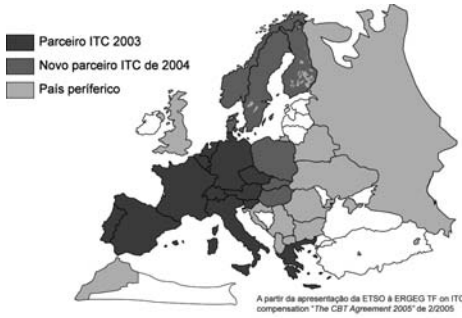 Parceiro ITC 2003
Novo parceiro ITC de 2004
País períferico
A partir da apresentação da ETSO à ERGEG TF on ITC
compensation "The CBT Agreement 2005" de 2/2005